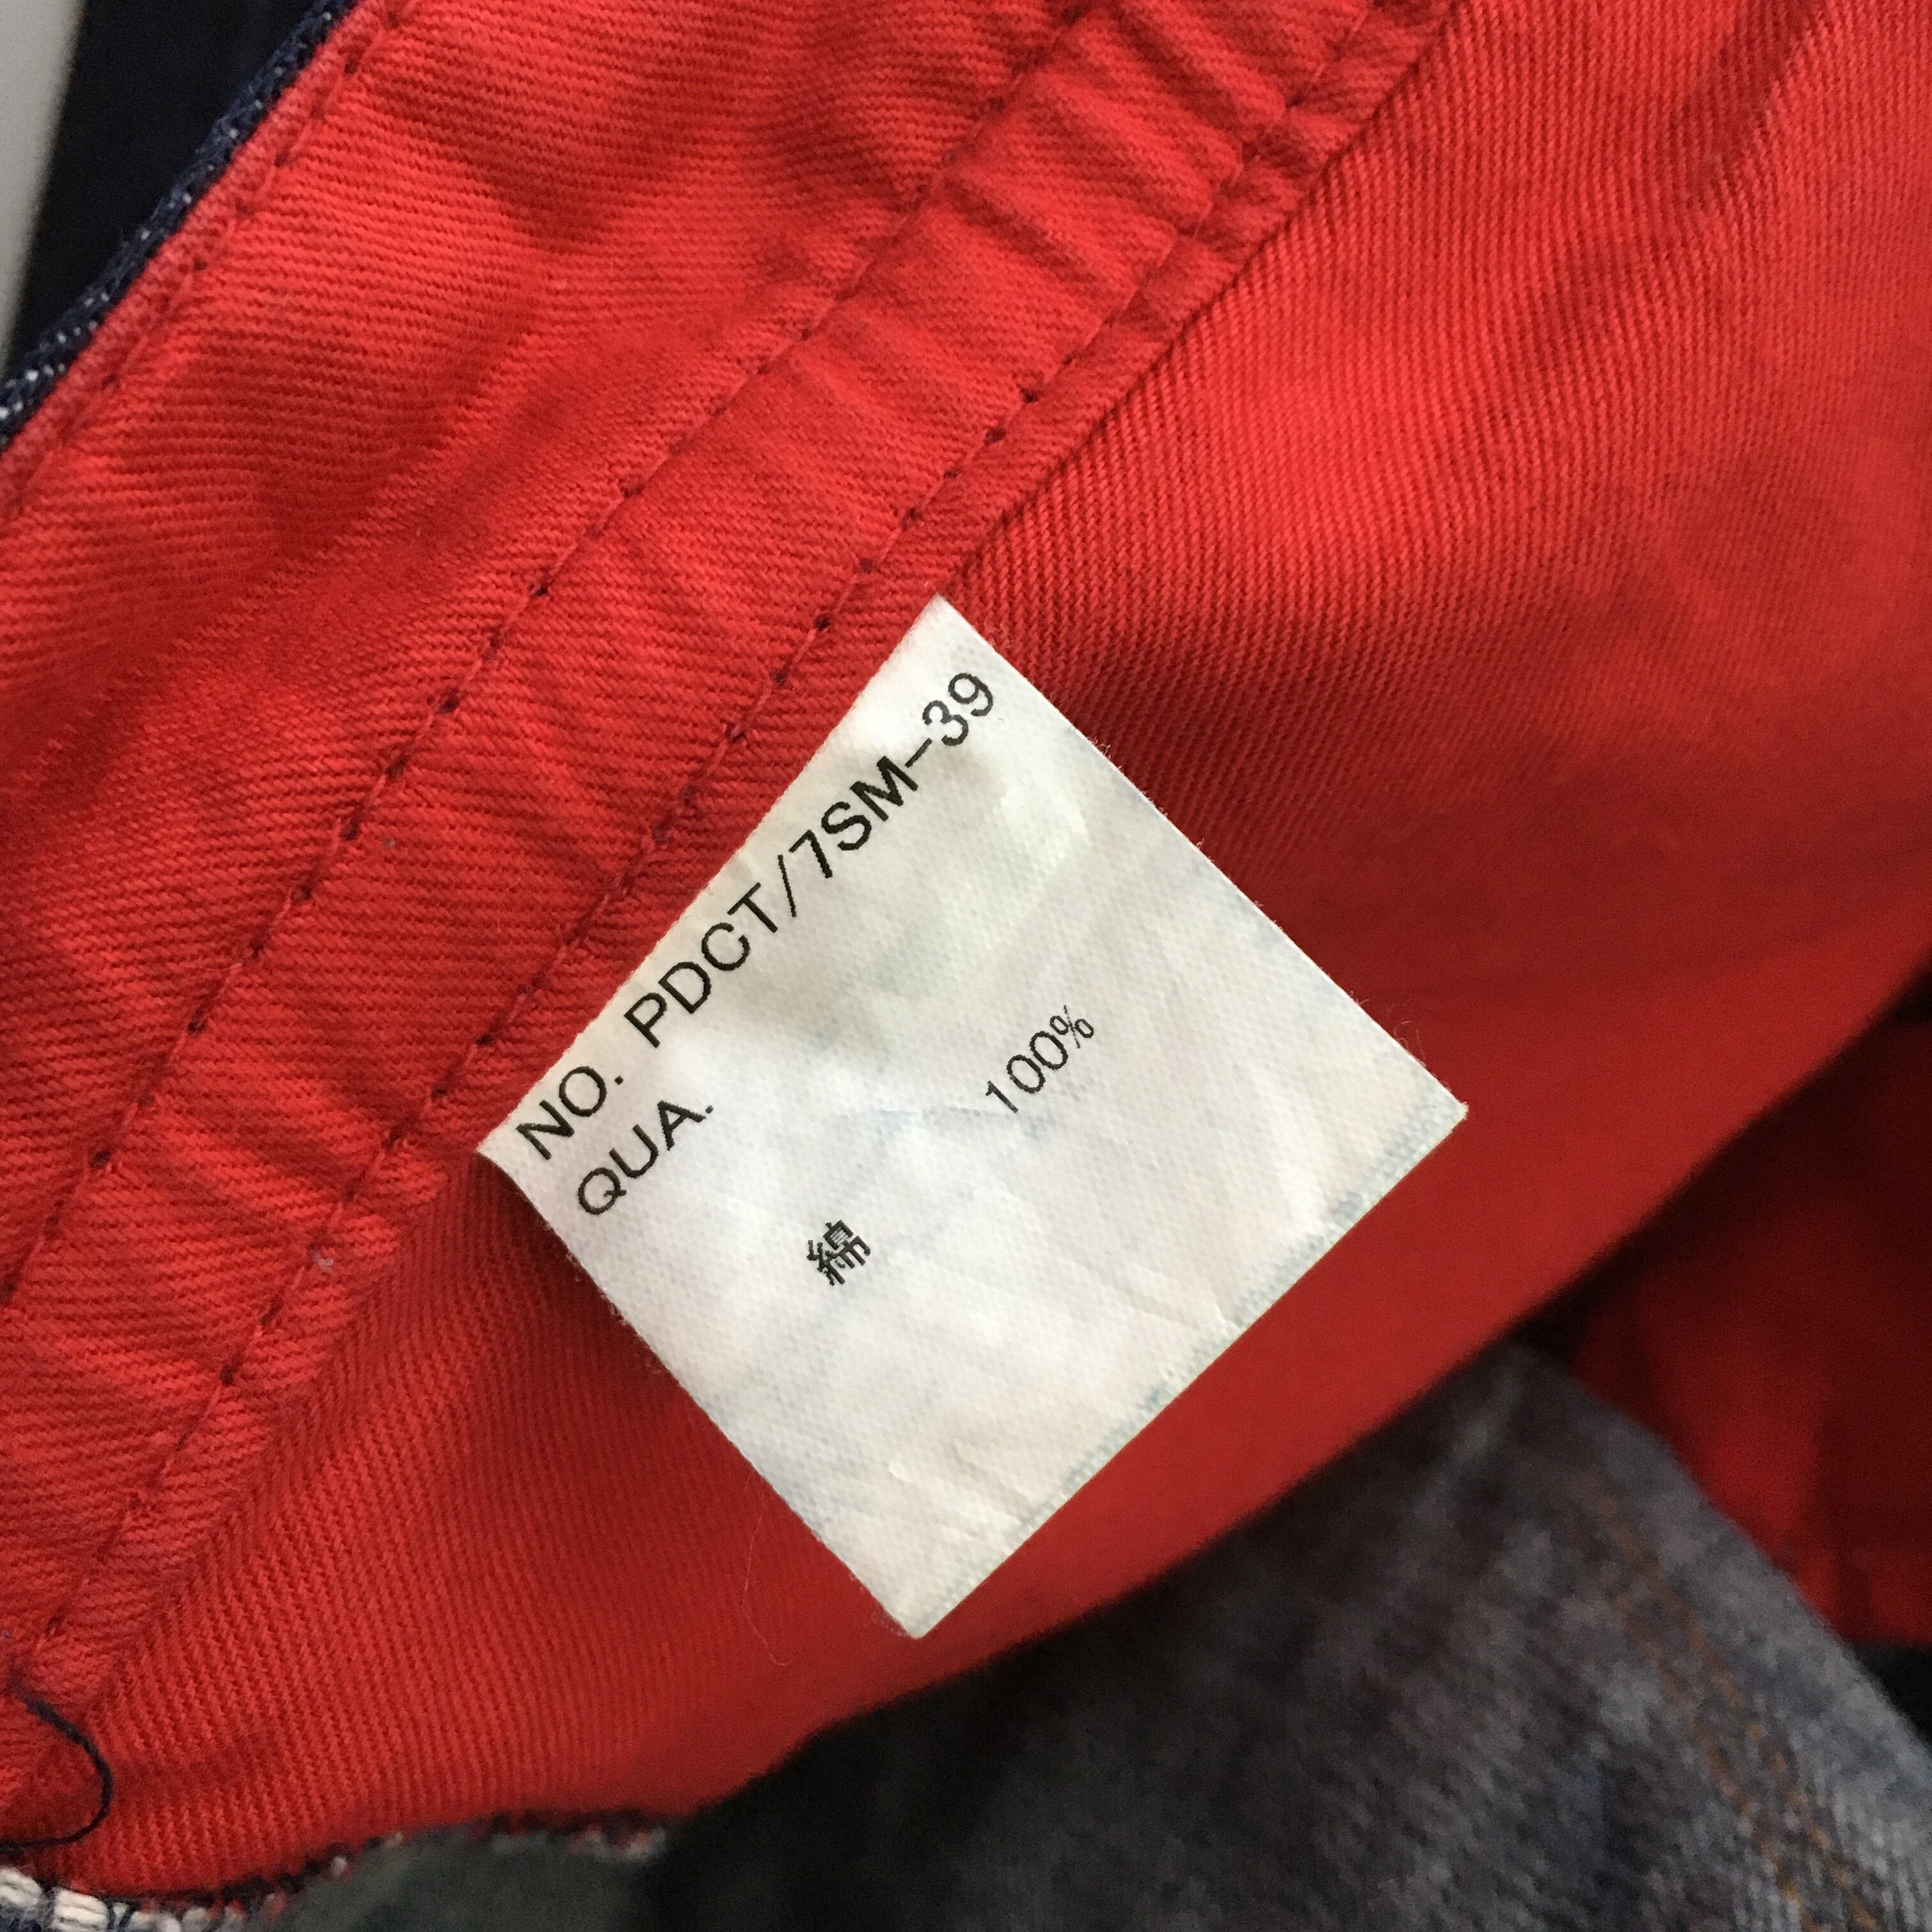 NO. PDCT/7SM-39
QUA.
綿 100%